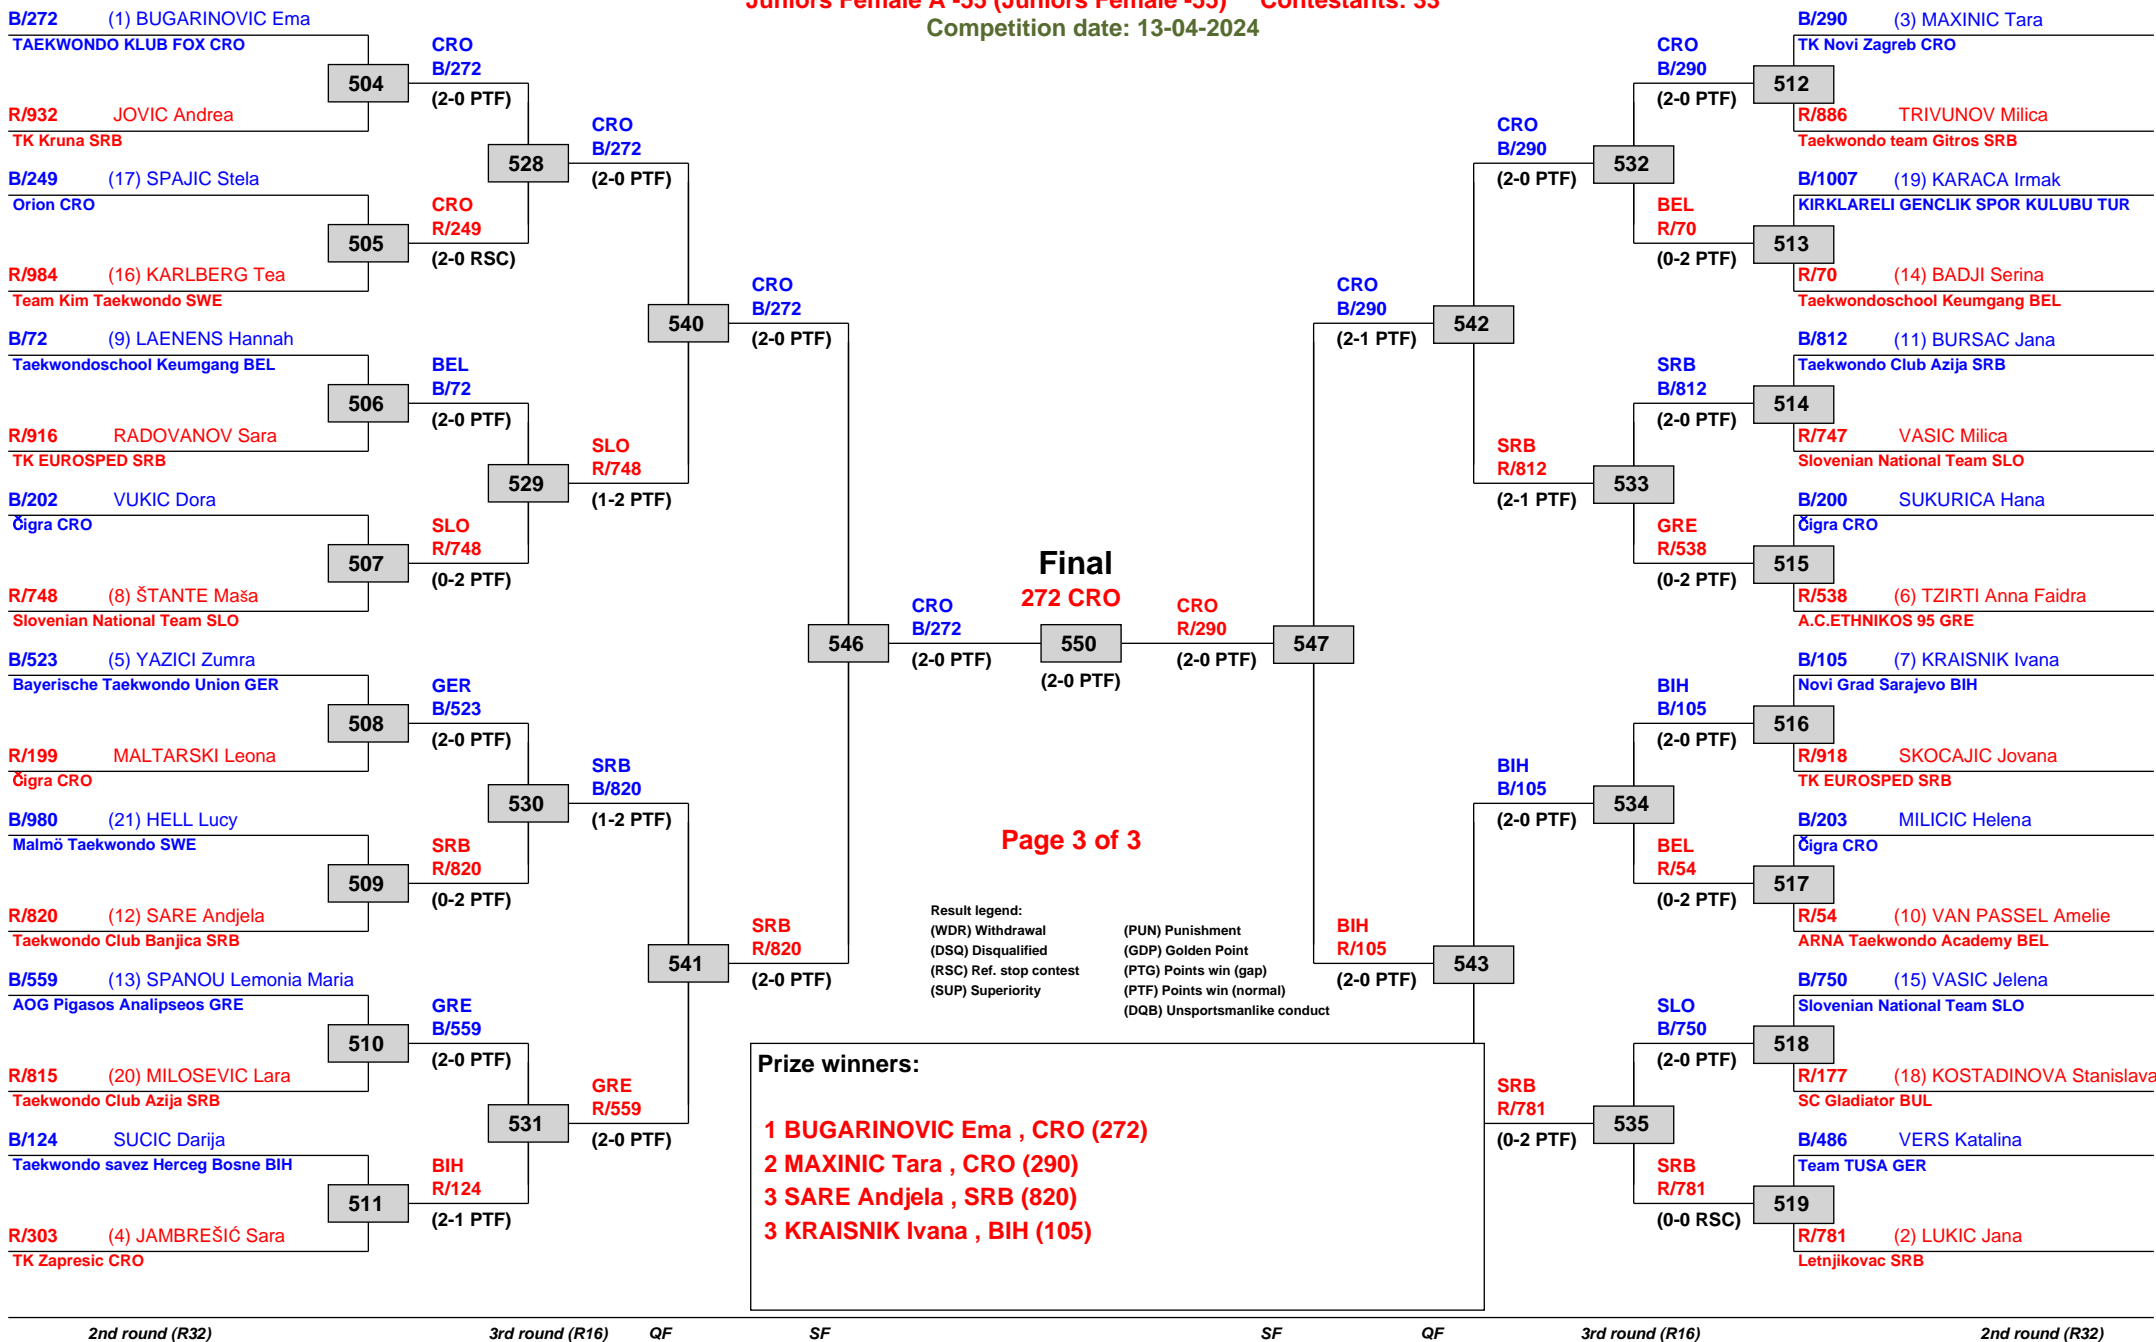 Juniors Female A -55 (Juniors Female -55) Contestants: 33
Competition date: 13-04-2024
B/272 (1) BUGARINOVIC Ema
TAEKWONDO KLUB FOX CRO
504
R/932 JOVIC Andrea
TK Kruna SRB
B/249 (17) SPAJIC Stela
Orion CRO
505
R/984 (16) KARLBERG Tea
Team Kim Taekwondo SWE
B/72 (9) LAENENS Hannah
Taekwondoschool Keumgang BEL
506
R/916 RADOVANOV Sara
TK EUROSPED SRB
B/202 VUKIC Dora
Čigra CRO
507
R/748 (8) ŠTANTE Maša
Slovenian National Team SLO
B/523 (5) YAZICI Zumra
Bayerische Taekwondo Union GER
508
R/199 MALTARSKI Leona
Čigra CRO
B/980 (21) HELL Lucy
Malmö Taekwondo SWE
509
R/820 (12) SARE Andjela
Taekwondo Club Banjica SRB
B/559 (13) SPANOU Lemonia Maria
AOG Pigasos Analipseos GRE
510
R/815 (20) MILOSEVIC Lara
Taekwondo Club Azija SRB
B/124 SUCIC Darija
Taekwondo savez Herceg Bosne BIH
511
R/303 (4) JAMBREŠIĆ Sara
TK Zapresic CRO
CRO
B/272
(2-0 PTF)
528
CRO
R/249
(2-0 RSC)
BEL
B/72
(2-0 PTF)
529
SLO
R/748
(0-2 PTF)
GER
B/523
(2-0 PTF)
530
SRB
R/820
(0-2 PTF)
GRE
B/559
(2-0 PTF)
531
BIH
R/124
(2-1 PTF)
CRO
B/272
(2-0 PTF)
540
SLO
R/748
(1-2 PTF)
SRB
B/820
(1-2 PTF)
541
GRE
R/559
(2-0 PTF)
CRO
B/272
(2-0 PTF)
546
SRB
R/820
(2-0 PTF)
CRO
B/272
(2-0 PTF)
Final
272 CRO
550
(2-0 PTF)
CRO
R/290
(2-0 PTF)
547
CRO
B/290
(2-1 PTF)
542
BIH
R/105
(2-0 PTF)
543
CRO
B/290
(2-0 PTF)
532
SRB
R/812
(2-1 PTF)
533
BIH
B/105
(2-0 PTF)
534
SRB
R/781
(0-2 PTF)
535
CRO
B/290
(2-0 PTF)
512
BEL
R/70
(0-2 PTF)
513
SRB
B/812
(2-0 PTF)
514
GRE
R/538
(0-2 PTF)
515
BIH
B/105
(2-0 PTF)
516
BEL
R/54
(0-2 PTF)
517
SLO
B/750
(2-0 PTF)
518
SRB
R/781
(0-0 RSC)
519
B/290 (3) MAXINIC Tara
TK Novi Zagreb CRO
R/886 TRIVUNOV Milica
Taekwondo team Gitros SRB
B/1007 (19) KARACA Irmak
KIRKLARELI GENCLIK SPOR KULUBU TUR
R/70 (14) BADJI Serina
Taekwondoschool Keumgang BEL
B/812 (11) BURSAC Jana
Taekwondo Club Azija SRB
R/747 VASIC Milica
Slovenian National Team SLO
B/200 SUKURICA Hana
Čigra CRO
R/538 (6) TZIRTI Anna Faidra
A.C.ETHNIKOS 95 GRE
B/105 (7) KRAISNIK Ivana
Novi Grad Sarajevo BIH
R/918 SKOCAJIC Jovana
TK EUROSPED SRB
B/203 MILICIC Helena
Čigra CRO
R/54 (10) VAN PASSEL Amelie
ARNA Taekwondo Academy BEL
B/750 (15) VASIC Jelena
Slovenian National Team SLO
R/177 (18) KOSTADINOVA Stanislava
SC Gladiator BUL
B/486 VERS Katalina
Team TUSA GER
R/781 (2) LUKIC Jana
Letnjikovac SRB
Page 3 of 3
Result legend:
(WDR) Withdrawal (PUN) Punishment
(DSQ) Disqualified (GDP) Golden Point
(RSC) Ref. stop contest (PTG) Points win (gap)
(SUP) Superiority (PTF) Points win (normal)
(DQB) Unsportsmanlike conduct
Prize winners:
1 BUGARINOVIC Ema , CRO (272)
2 MAXINIC Tara , CRO (290)
3 SARE Andjela , SRB (820)
3 KRAISNIK Ivana , BIH (105)
2nd round (R32) 3rd round (R16) QF SF SF QF 3rd round (R16) 2nd round (R32)